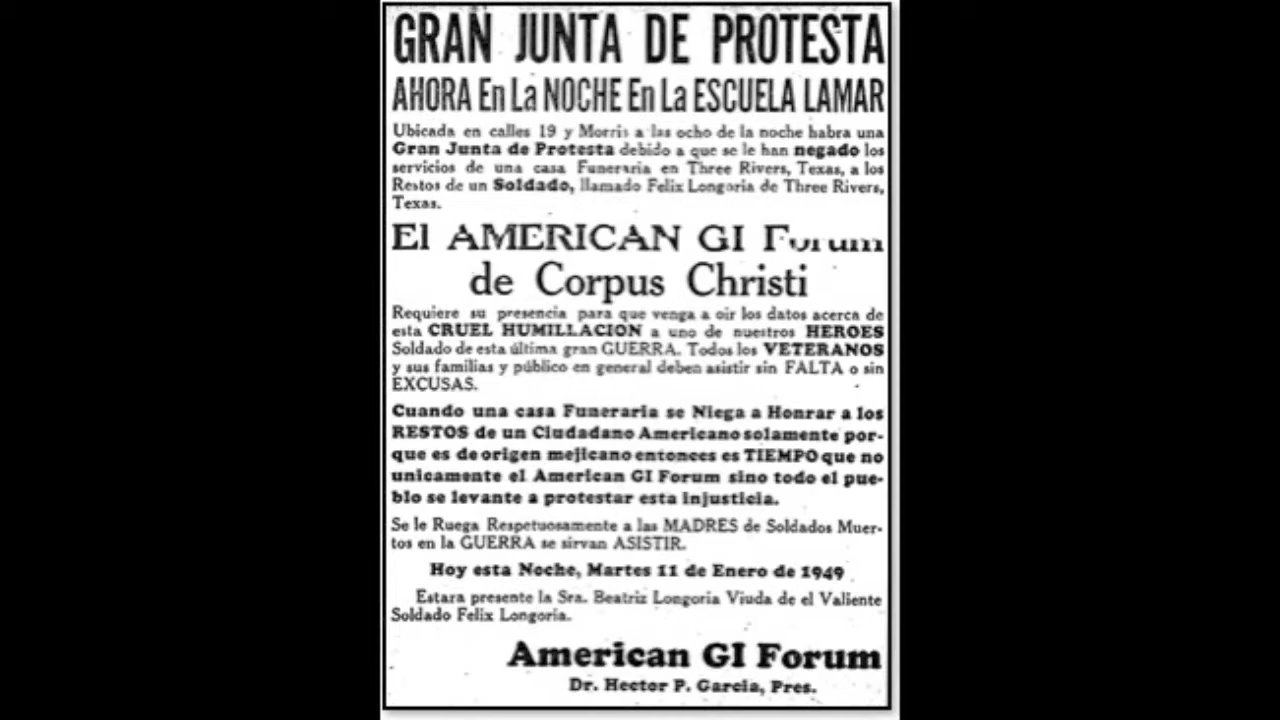 GRAN JUNTA DE PROTESTA
AHORA En La NOCHE En La ESCUELA LAMAR
Ubicada en calles 19 y Morris a las ocho de la noche habra una
Gran Junta de Protesta debido a que se le han negado los
servicios de una casa Funeraria en Three Rivers, Texas, a los
Restos de un Soldado, llamado Felix Longoria de Three Rivers,
Texas.
El AMERICAN GI Forum
de Corpus Christi
Requiere su presencia para que venga a oir los datos acerca de
esta CRUEL HUMILLACION a uno de nuestros HEROES
Soldado de esta última gran GUERRA. Todos los VETERANOS
y sus familias y público en general deben asistir sin FALTA o sin
EXCUSAS.
Cuando una casa Funeraria se Niega a Honrar a los
RESTOS de un Ciudadano Americano solamente por-
que es de origen mejicano entonces es TIEMPO que no
unicamente el American GI Forum sino todo el pue-
blo se levante a protestar esta injusticia.
Se le Ruega Respetuosamente a las MADRES de Soldados Muer-
tos en la GUERRA se sirvan ASISTIR.
Hoy esta Noche, Martes 11 de Enero de 1949
Estara presente la Sra. Beatriz Longoria Viuda de el Valiente
Soldado Felix Longoria.
American GI Forum
Dr. Hector P. Garcia, Pres.